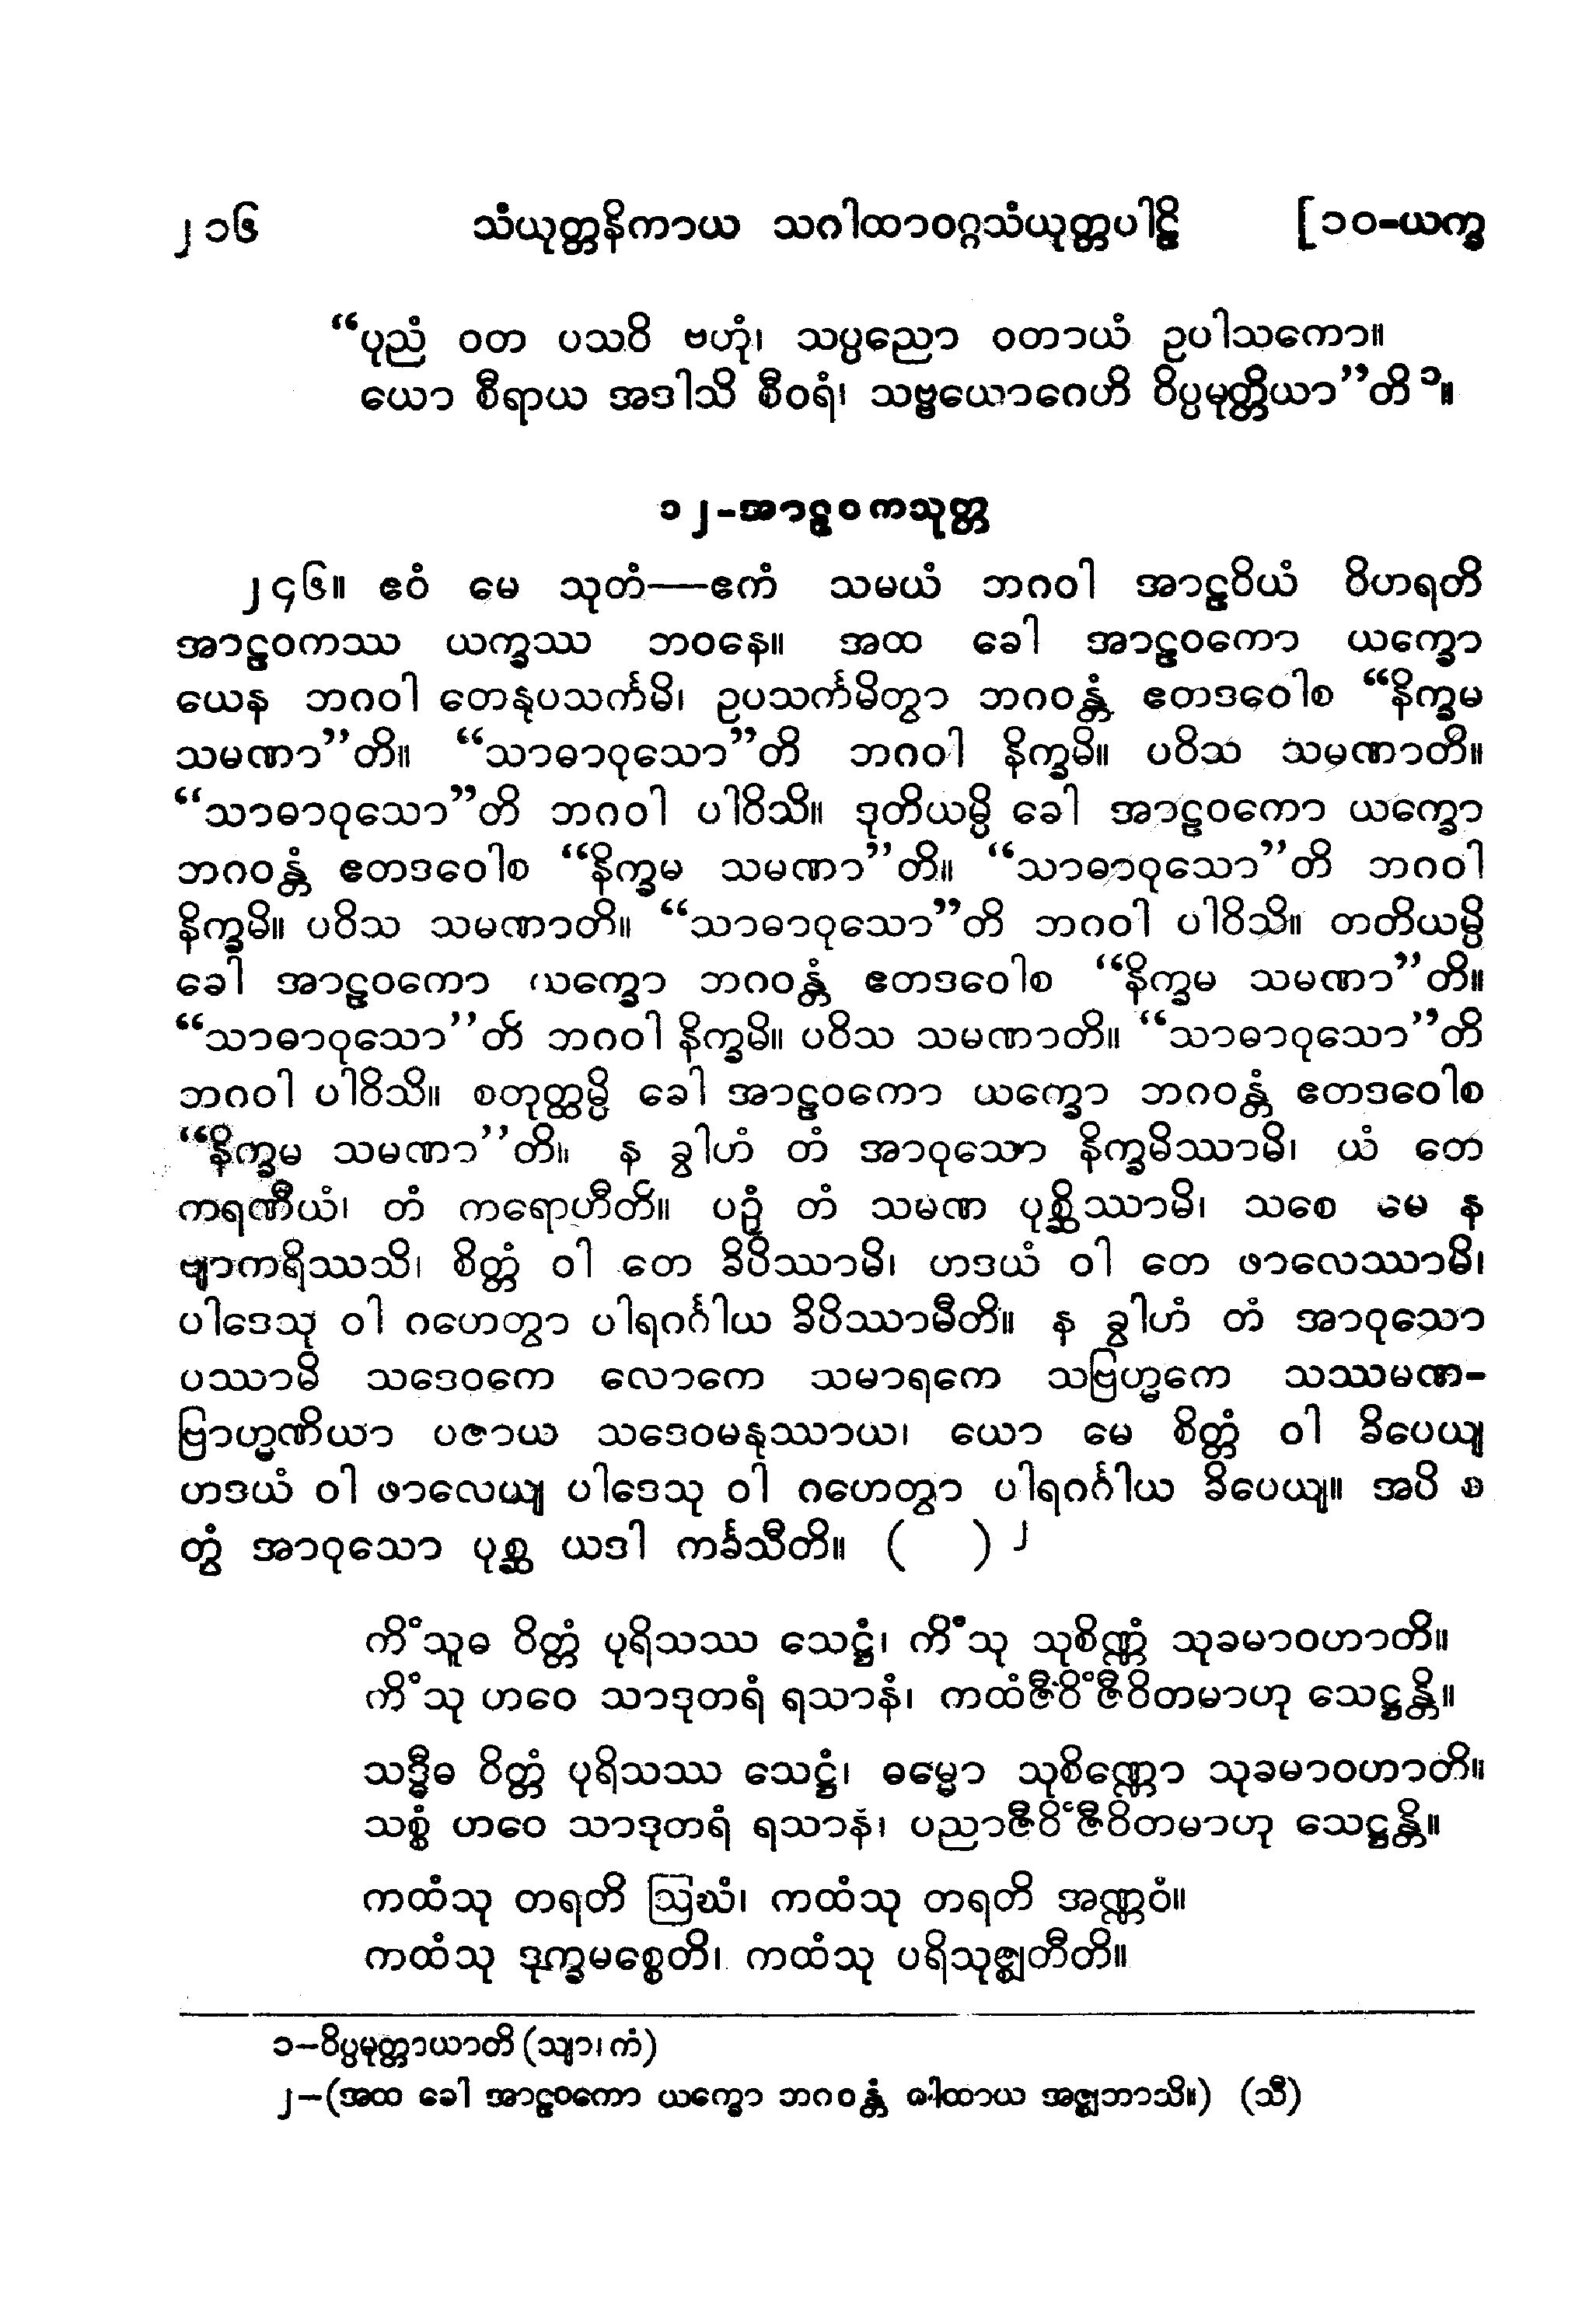 ၂၁၆ သံယုတ္တနိကာယ သဂါထာဝဂ္ဂသံယုတ္တပါဠိ [၁၀-ယက္ခ
“ပုညံ ဝတ ပသဝိ ဗဟုံ၊ သပ္ပညော ဝတာယံ ဥပါသကော။
ယော စီရာယ အဒါသိ စီဝရံ၊ သဗ္ဗယောဂေဟိ ဝိပ္ပမုတ္တိယာ”တိ ၁။
၁၂-အာဠဝကသုတ္တ
၂၄၆။ ဧဝံ မေ သုတံ—ဧကံ သမယံ ဘဂဝါ အာဠဝိယံ ဝိဟရတိ
အာဠဝကဿ ယက္ခဿ ဘဝနေ။ အထ ခေါ အာဠဝကော ယက္ခော
ယေန ဘဂဝါ တေနုပသင်္ကမိ၊ ဥပသင်္ကမိတွာ ဘဂဝန္တံ ဧတဒဝေါစ “နိက္ခမ
သမဏာ”တိ။ “သာဓာဝုသော”တိ ဘဂဝါ နိက္ခမိ။ ပဝိသ သမဏာတိ။
“သာဓာဝုသော”တိ ဘဂဝါ ပါဝိသိ။ ဒုတိယမ္ပိ ခေါ အာဠဝကော ယက္ခော
ဘဂဝန္တံ ဧတဒဝေါစ “နိက္ခမ သမဏာ”တိ။ “သာဓာဝုသော”တိ ဘဂဝါ
နိက္ခမိ။ ပဝိသ သမဏာတိ။ “သာဓာဝုသော”တိ ဘဂဝါ ပါဝိသိ။ တတိယမ္ပိ
ခေါ အာဠဝကော ယက္ခော ဘဂဝန္တံ ဧတဒဝေါစ “နိက္ခမ သမဏာ”တိ။
“သာဓာဝုသော”တိ ဘဂဝါ နိက္ခမိ။ ပဝိသ သမဏာတိ။ “သာဓာဝုသော”တိ
ဘဂဝါ ပါဝိသိ။ စတုတ္ထမ္ပိ ခေါ အာဠဝကော ယက္ခော ဘဂဝန္တံ ဧတဒဝေါစ
“နိက္ခမ သမဏာ”တိ။ န ခွါဟံ တံ အာဝုသော နိက္ခမိဿာမိ၊ ယံ တေ
ကရဏီယံ၊ တံ ကရောဟီတိ။ ပဉှံ တံ သမဏ ပုစ္ဆိဿာမိ၊ သစေ မေ န
ဗျာကရိဿသိ၊ စိတ္တံ ဝါ တေ ခိပိဿာမိ၊ ဟဒယံ ဝါ တေ ဖာလေဿာမိ၊
ပါဒေသု ဝါ ဂဟေတွာ ပါရဂင်္ဂါယ ခိပိဿာမီတိ။ န ခွါဟံ တံ အာဝုသော
ပဿာမိ သဒေဝကေ လောကေ သမာရကေ သဗြဟ္မကေ သဿမဏ-
ဗြာဟ္မဏိယာ ပဇာယ သဒေဝမနုဿာယ၊ ယော မေ စိတ္တံ ဝါ ခိပေယျ
ဟဒယံ ဝါ ဖာလေယျ ပါဒေသု ဝါ ဂဟေတွာ ပါရဂင်္ဂါယ ခိပေယျ။ အပိ စ
တွံ အာဝုသော ပုစ္ဆ ယဒါ ကင်္ခသီတိ။ ( ) ၂
ကိံသူဓ ဝိတ္တံ ပုရိသဿ သေဋ္ဌံ၊ ကိံသု သုစိဏ္ဏံ သုခမာဝဟာတိ။
ကိံသု ဟဝေ သာဒုတရံ ရသာနံ၊ ကထံဇီဝိံဇီဝိတမာဟု သေဋ္ဌန္တိ။
သဒ္ဓီဓ ဝိတ္တံ ပုရိသဿ သေဋ္ဌံ၊ ဓမ္မော သုစိဏ္ဏော သုခမာဝဟာတိ။
သစ္စံ ဟဝေ သာဒုတရံ ရသာနံ၊ ပညာဇီဝိံဇီဝိတမာဟု သေဋ္ဌန္တိ။
ကထံသု တရတိ ဩဃံ၊ ကထံသု တရတိ အဏ္ဏဝံ။
ကထံသု ဒုက္ခမစ္စေတိ၊ ကထံသု ပရိသုဇ္ဈတီတိ။
၁—ဝိပ္ပမုတ္တာယာတိ (သျာ၊ကံ)
၂—(အထ ခေါ အာဠဝကော ယက္ခော ဘဂဝန္တံ ဂါထာယ အဇ္ဈဘာသိ။) (သီ)